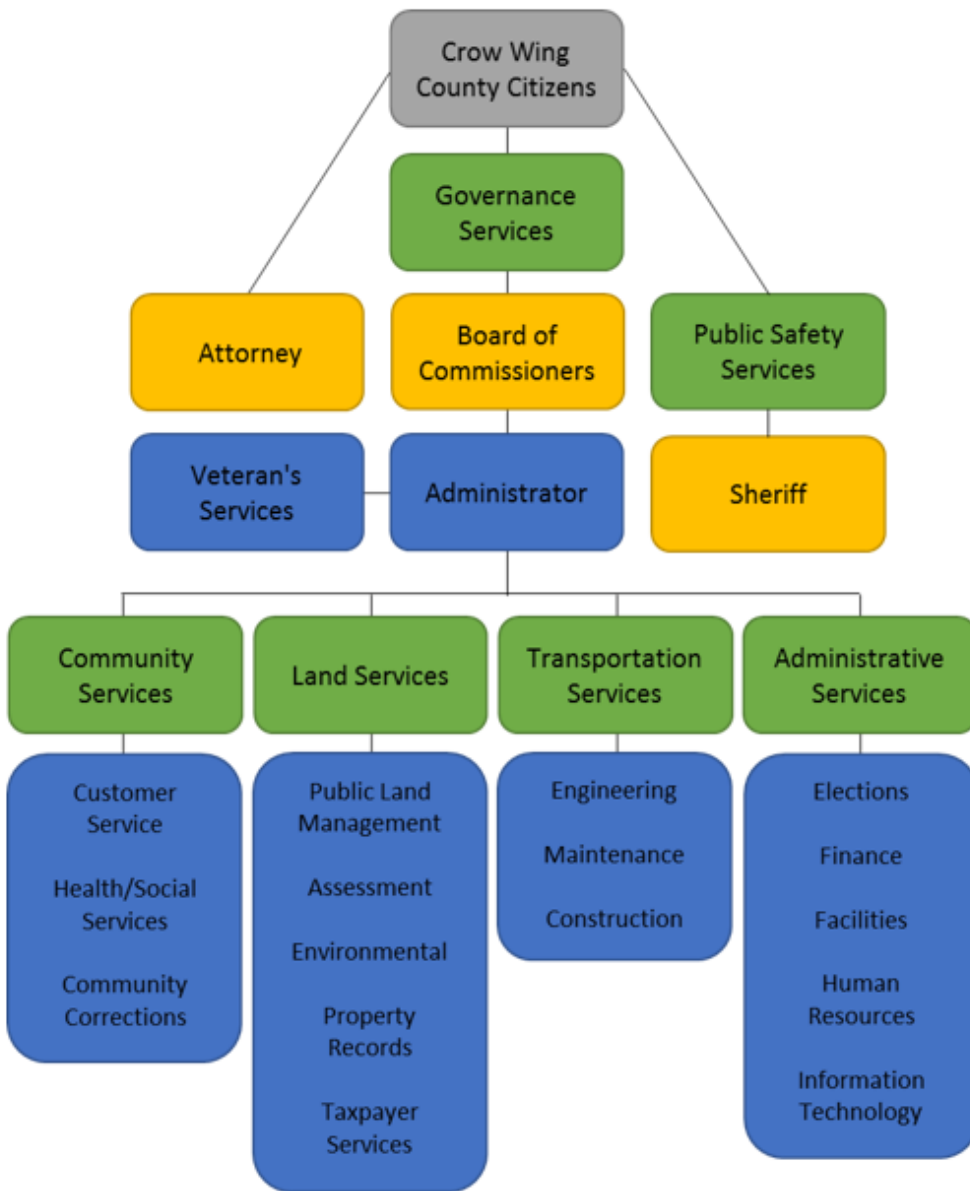 Crow Wing
County Citizens
Governance
Services
Attorney
Board of
Commissioners
Public Safety
Services
Veteran's
Services
Administrator
Sheriff
Community
Services
Land Services
Transportation
Services
Administrative
Services
Customer
Service
Health/Social
Services
Community
Corrections
Public Land
Management
Assessment
Environmental
Property
Records
Taxpayer
Services
Engineering
Maintenance
Construction
Elections
Finance
Facilities
Human
Resources
Information
Technology